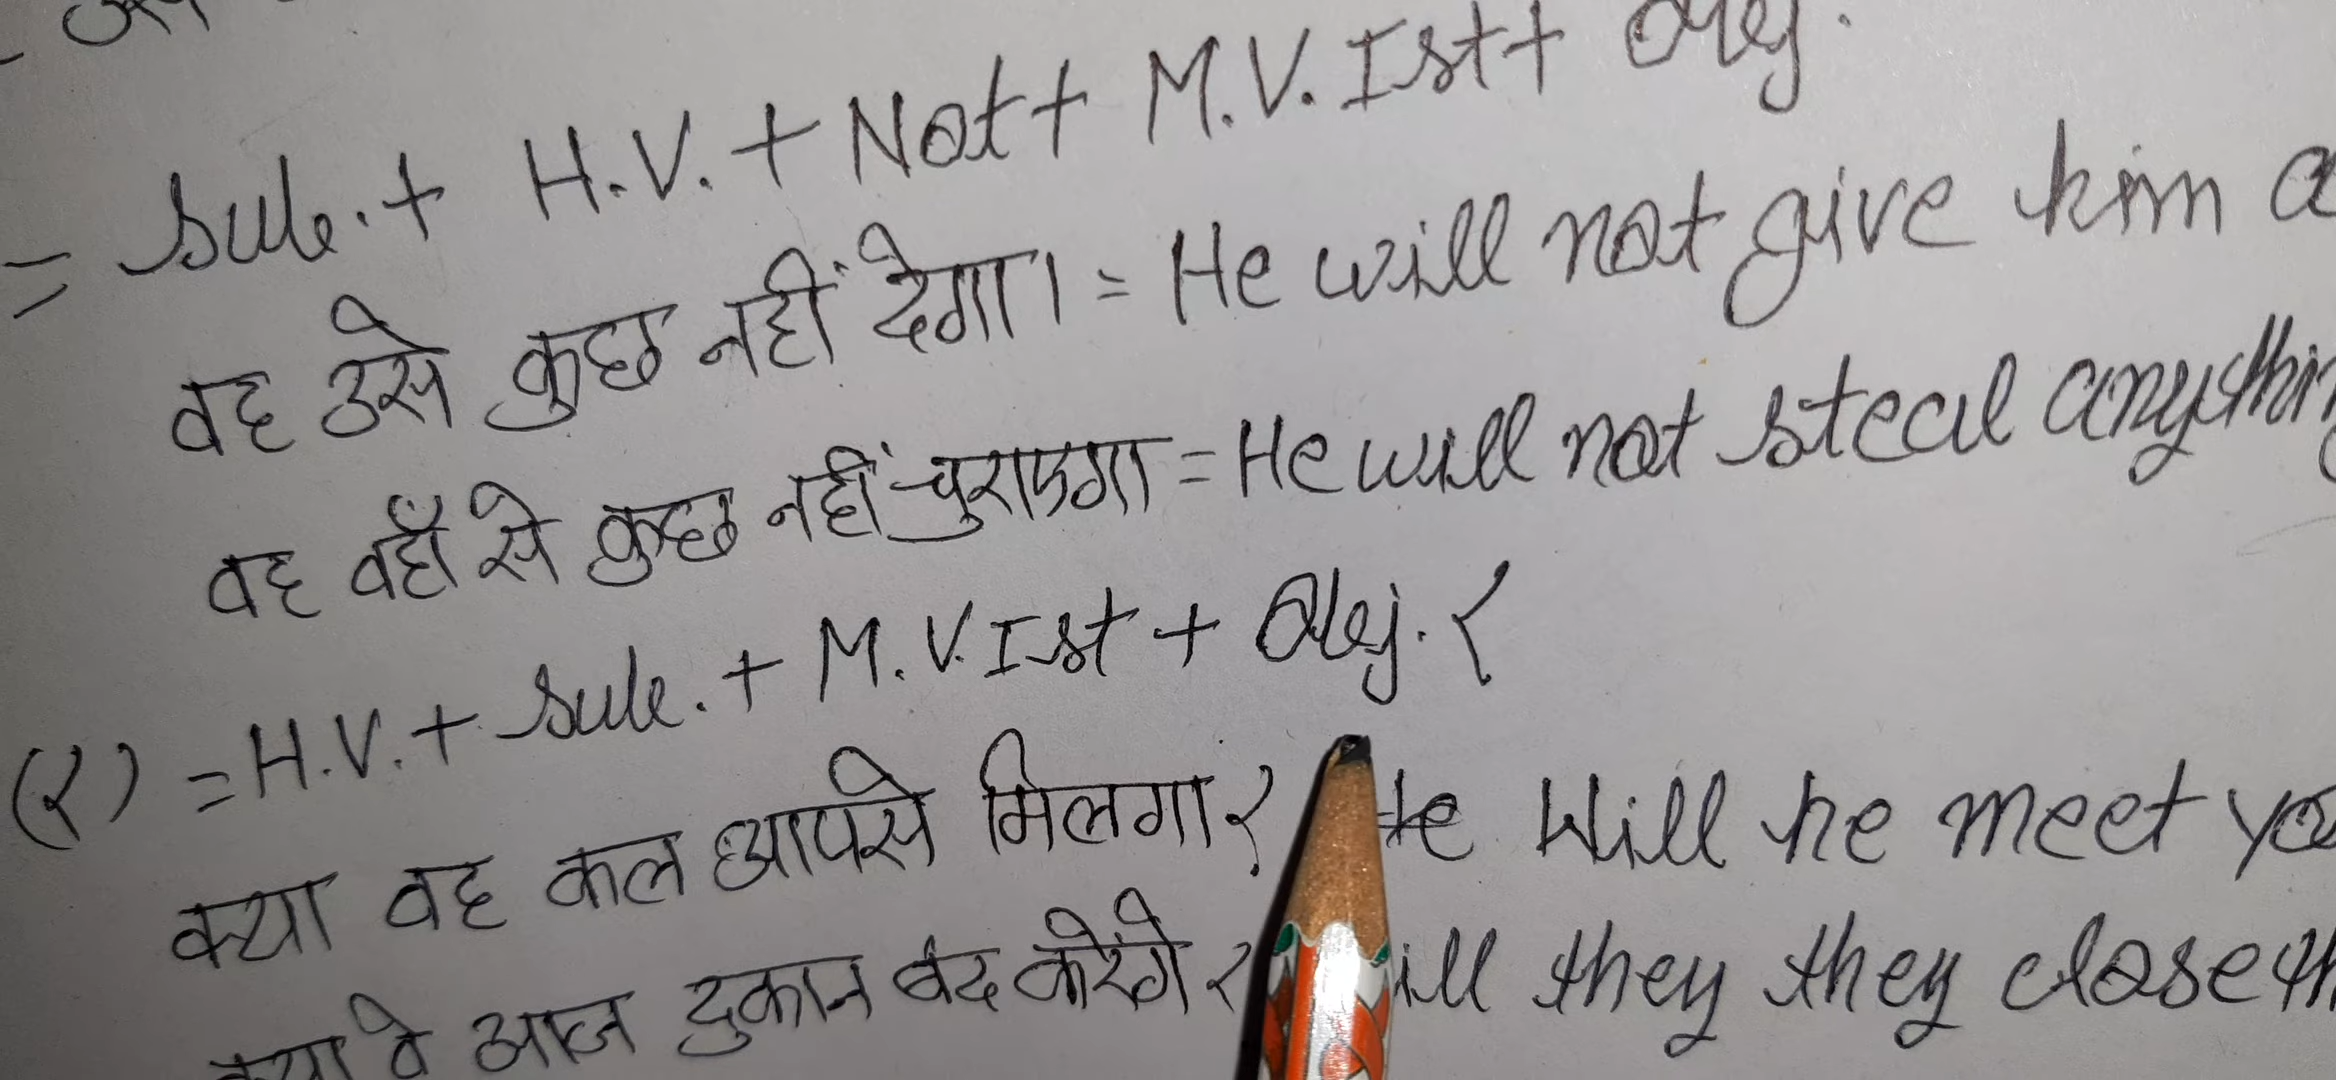 = Sub. + H.V. + Not + M.V. Ist + Obj.
वह उसे कुछ नहीं देगा। = He will not give him a
वह वहाँ से कुछ नहीं चुराएगा = He will not steal anythin
(?) = H.V. + Sub. + M.V. Ist + Obj. ?
क्या वह कल आपसे मिलगा? He Will he meet yo
क्या वे आज दुकान बंद करेंगे ? ill they they close th